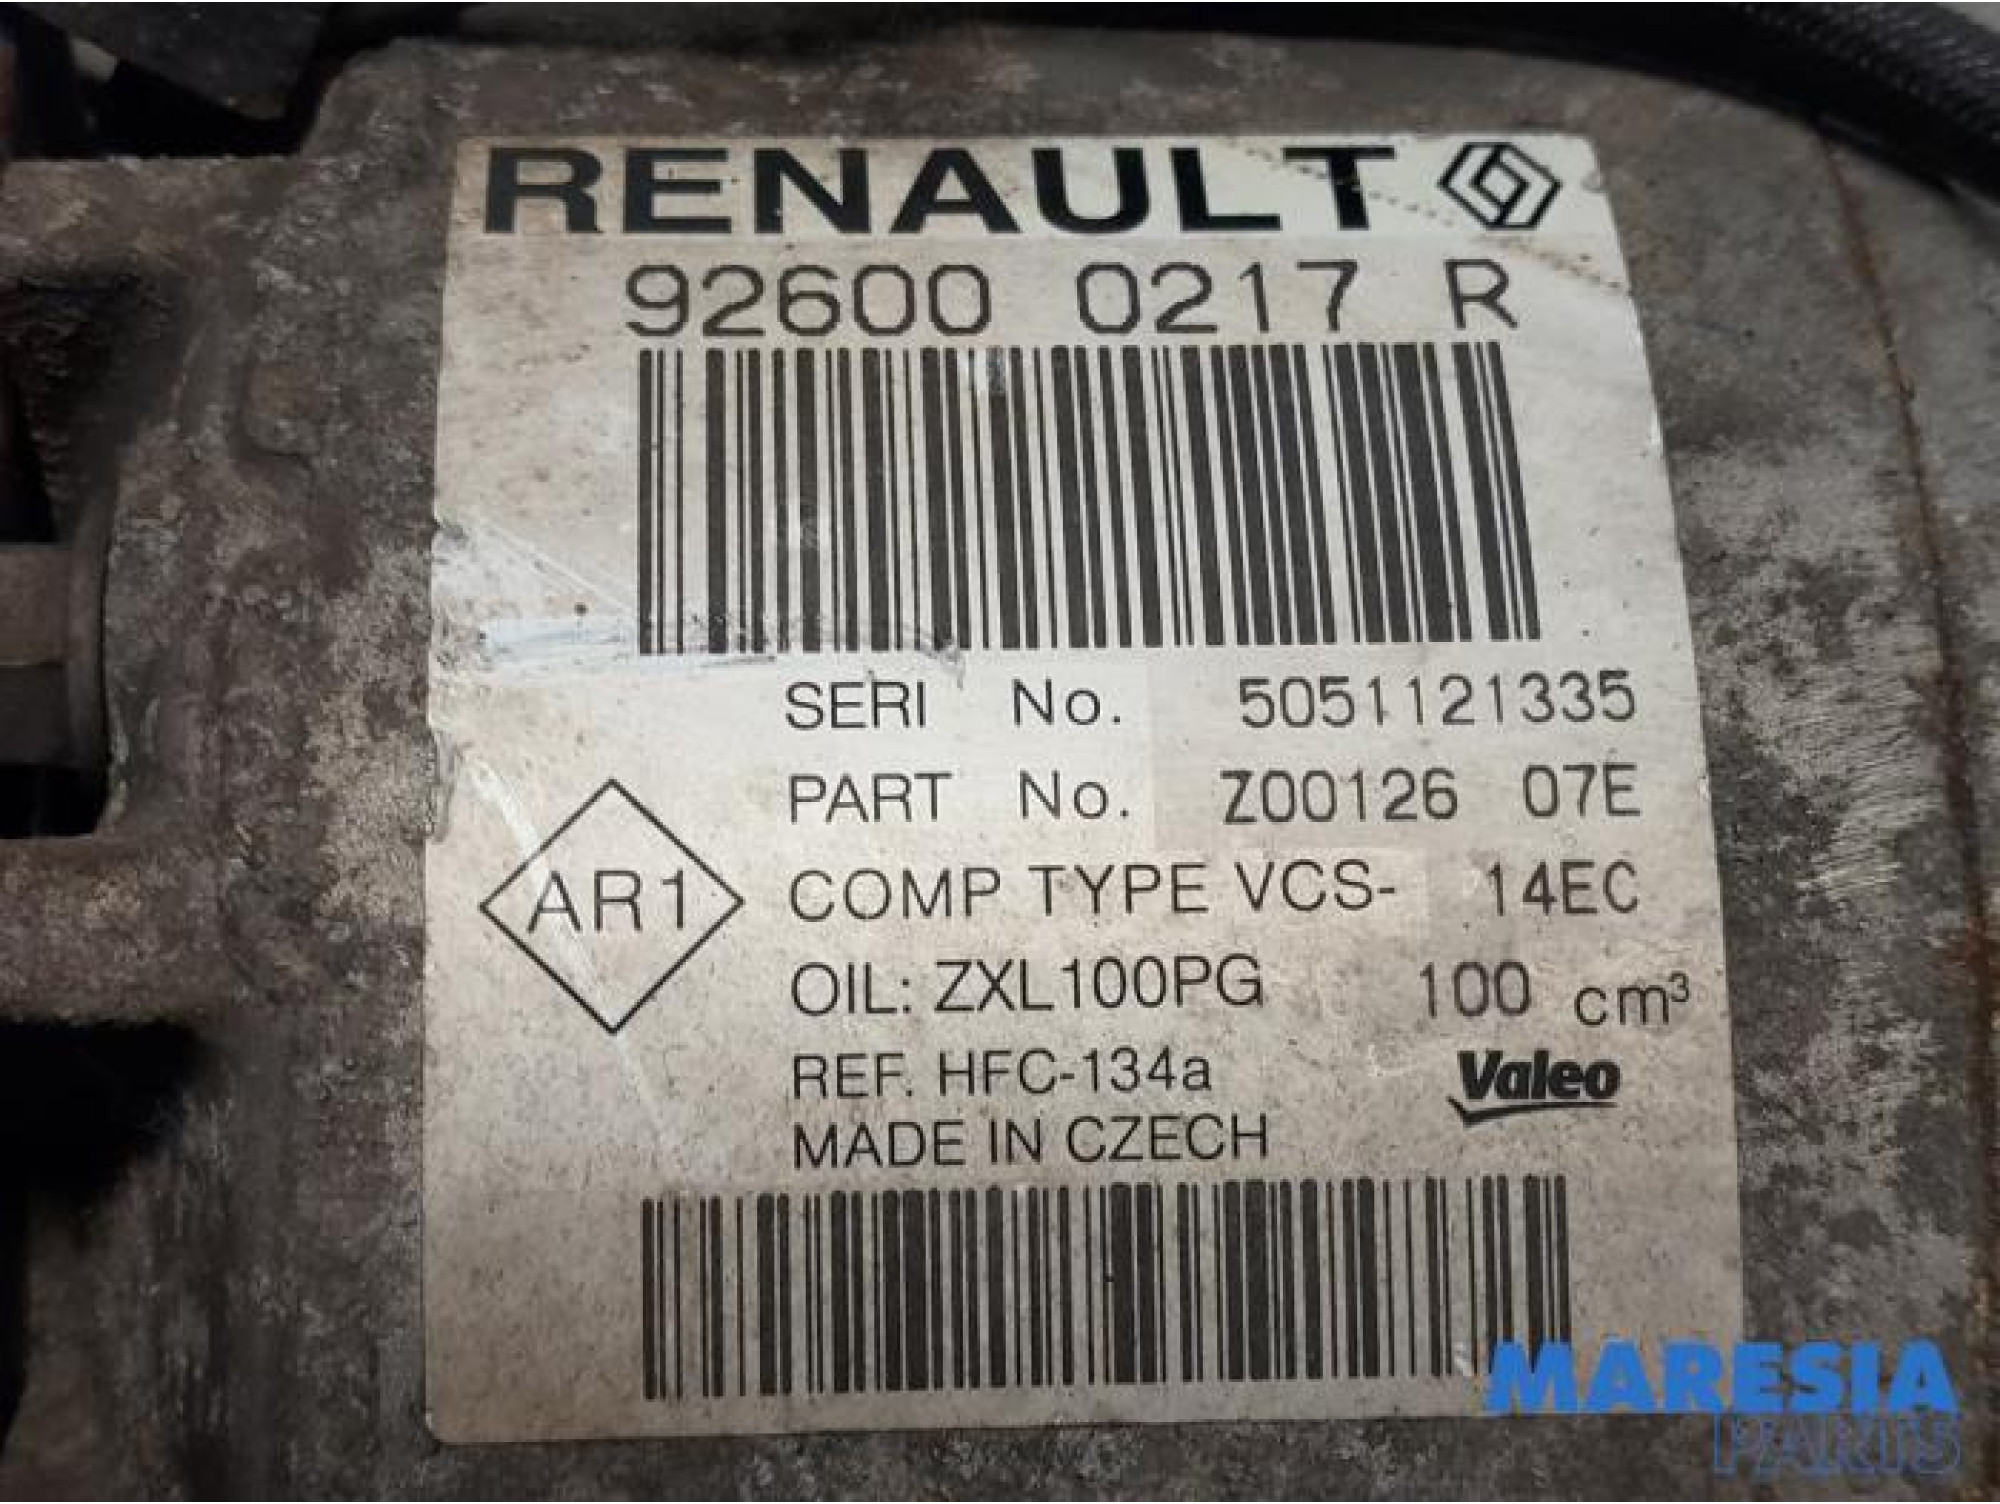 RENAULT
92600 0217 R
SERI No. 5051121335
PART No. Z00126 07E
AR1
COMP TYPE VCS- 14EC
OIL: ZXL100PG 100 cm³
REF. HFC-134a
Valeo
MADE IN CZECH
MARESIA
PARTS